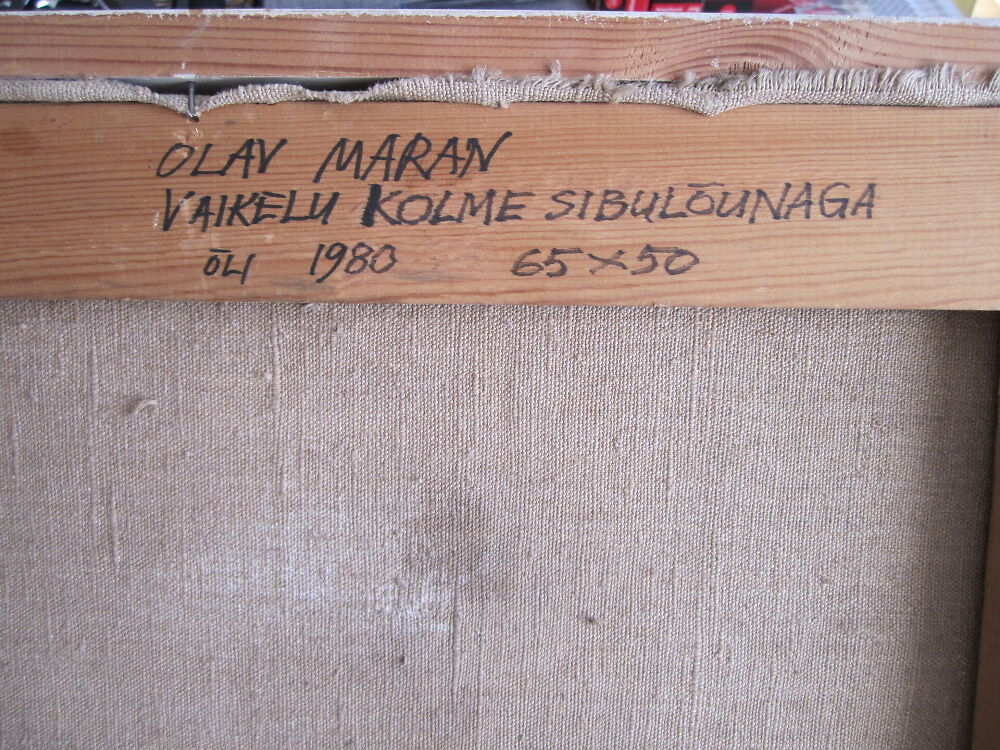 OLAV MARAN
VAIKELU KOLME SIBULÕUNAGA
ÕLI 1980 65×50